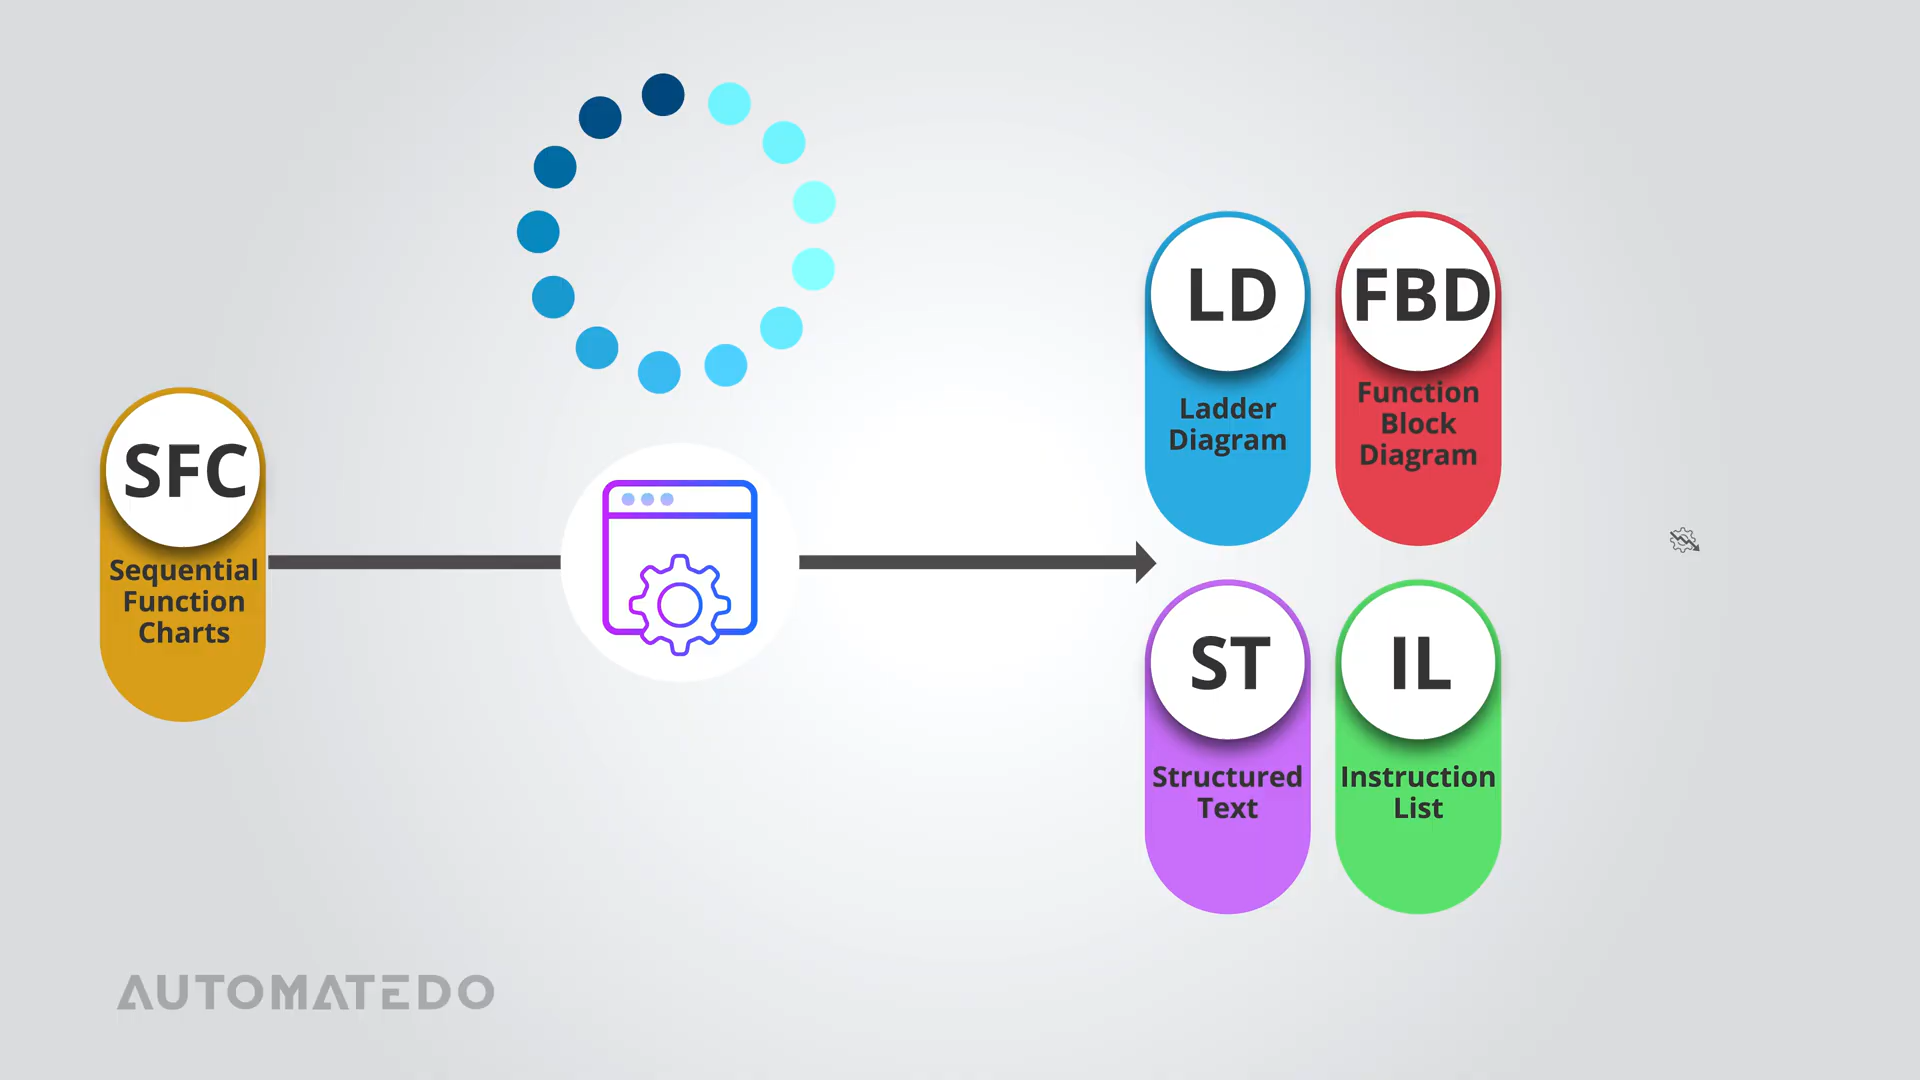 SFC
Sequential
Function
Charts
LD
Ladder
Diagram
FBD
Function
Block
Diagram
ST
Structured
Text
IL
Instruction
List
AUTOMATEDO